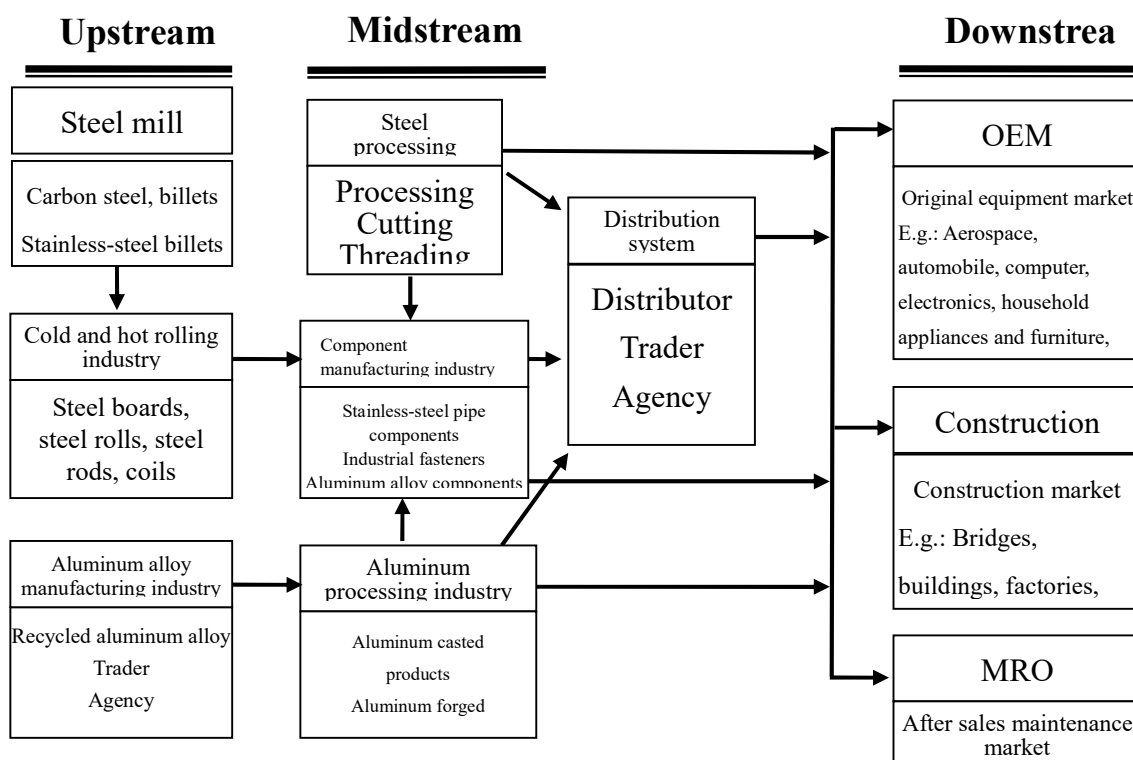 Upstream
Midstream
Downstrea
Steel mill
Carbon steel, billets
Stainless-steel billets
Cold and hot rolling
industry
Steel boards,
steel rolls, steel
rods, coils
Aluminum alloy
manufacturing industry
Recycled aluminum alloy
Trader
Agency
Steel
processing
Processing
Cutting
Threading
Component
manufacturing industry
Stainless-steel pipe
components
Industrial fasteners
Aluminum alloy components
Aluminum
processing industry
Aluminum casted
products
Aluminum forged
Distribution
system
Distributor
Trader
Agency
OEM
Original equipment market
E.g.: Aerospace,
automobile, computer,
electronics, household
appliances and furniture,
Construction
Construction market
E.g.: Bridges,
buildings, factories,
MRO
After sales maintenance
market